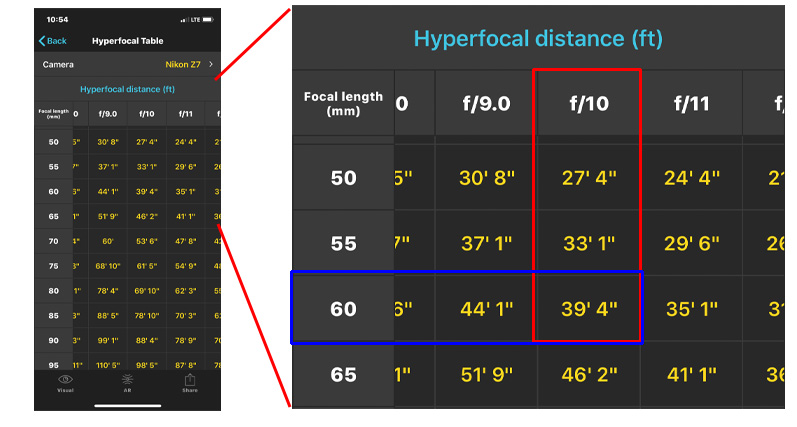 10:54 LTE
Back Hyperfocal Table
Camera Nikon Z7
Hyperfocal distance (ft)
Focal length (mm) 0 f/9.0 f/10 f/11 f
50 5" 30' 8" 27' 4" 24' 4" 2
55 7" 37' 1" 33' 1" 29' 6" 26
60 6" 44' 1" 39' 4" 35' 1" 3
65 1" 51' 9" 46' 2" 41' 1" 36
70 4" 60' 53' 6" 47' 8" 42
75 3" 68' 10" 61' 5" 54' 9" 48
80 1" 78' 4" 69' 10" 62' 3" 55
85 3" 88' 5" 78' 10" 70' 3" 6
90 3" 99' 1" 88' 4" 78' 9" 70
95 11" 110' 5" 98' 5" 87' 8" 78
Visual AR Share
Hyperfocal distance (ft)
Focal length
(mm)
0 f/9.0 f/10 f/11 f/
50 5" 30' 8" 27' 4" 24' 4" 21'
55 7" 37' 1" 33' 1" 29' 6" 26
60 6" 44' 1" 39' 4" 35' 1" 31
65 1" 51' 9" 46' 2" 41' 1" 36